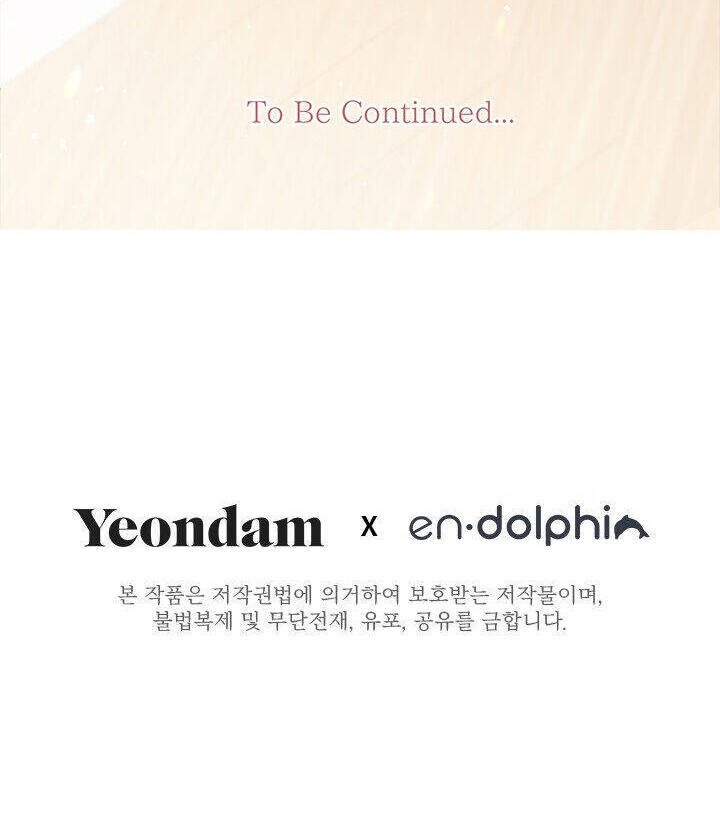 To Be Continued...
Yeondam x en·dolphin
본 작품은 저작권법에 의거하여 보호받는 저작물이며,
불법복제 및 무단전재, 유포, 공유를 금합니다.